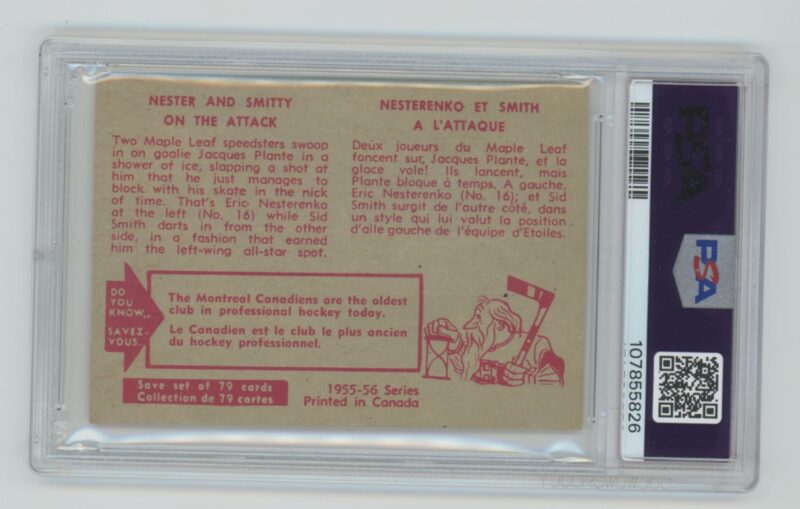 NESTER AND SMITTY
ON THE ATTACK
Two Maple Leaf speedsters swoop
in on goalie Jacques Plante in a
shower of ice, slapping a shot at
him that he just manages to
block with his skate in the nick
of time. That's Eric Nesterenko
at the left (No. 16) while Sid
Smith darts in from the other
side, in a fashion that earned
him the left-wing all-star spot.
NESTERENKO ET SMITH
A L'ATTAQUE
Deux joueurs du Maple Leaf
foncent sur Jacques Plante, et la
glace vole! Ils lancent, mais
Plante bloque à temps. A gauche,
Eric Nesterenko (No. 16); et Sid
Smith surgit de l'autre côté, dans
un style qui lui valut la position
d'aile gauche de l'équipe d'Etoiles.
DO
YOU
KNOW..
SAVEZ-
VOUS..
The Montreal Canadiens are the oldest
club in professional hockey today.
Le Canadien est le club le plus ancien
du hockey professionnel.
Save set of 79 cards
Collection de 79 cartes
1955-56 Series
Printed in Canada
PSA
PSA
107855826